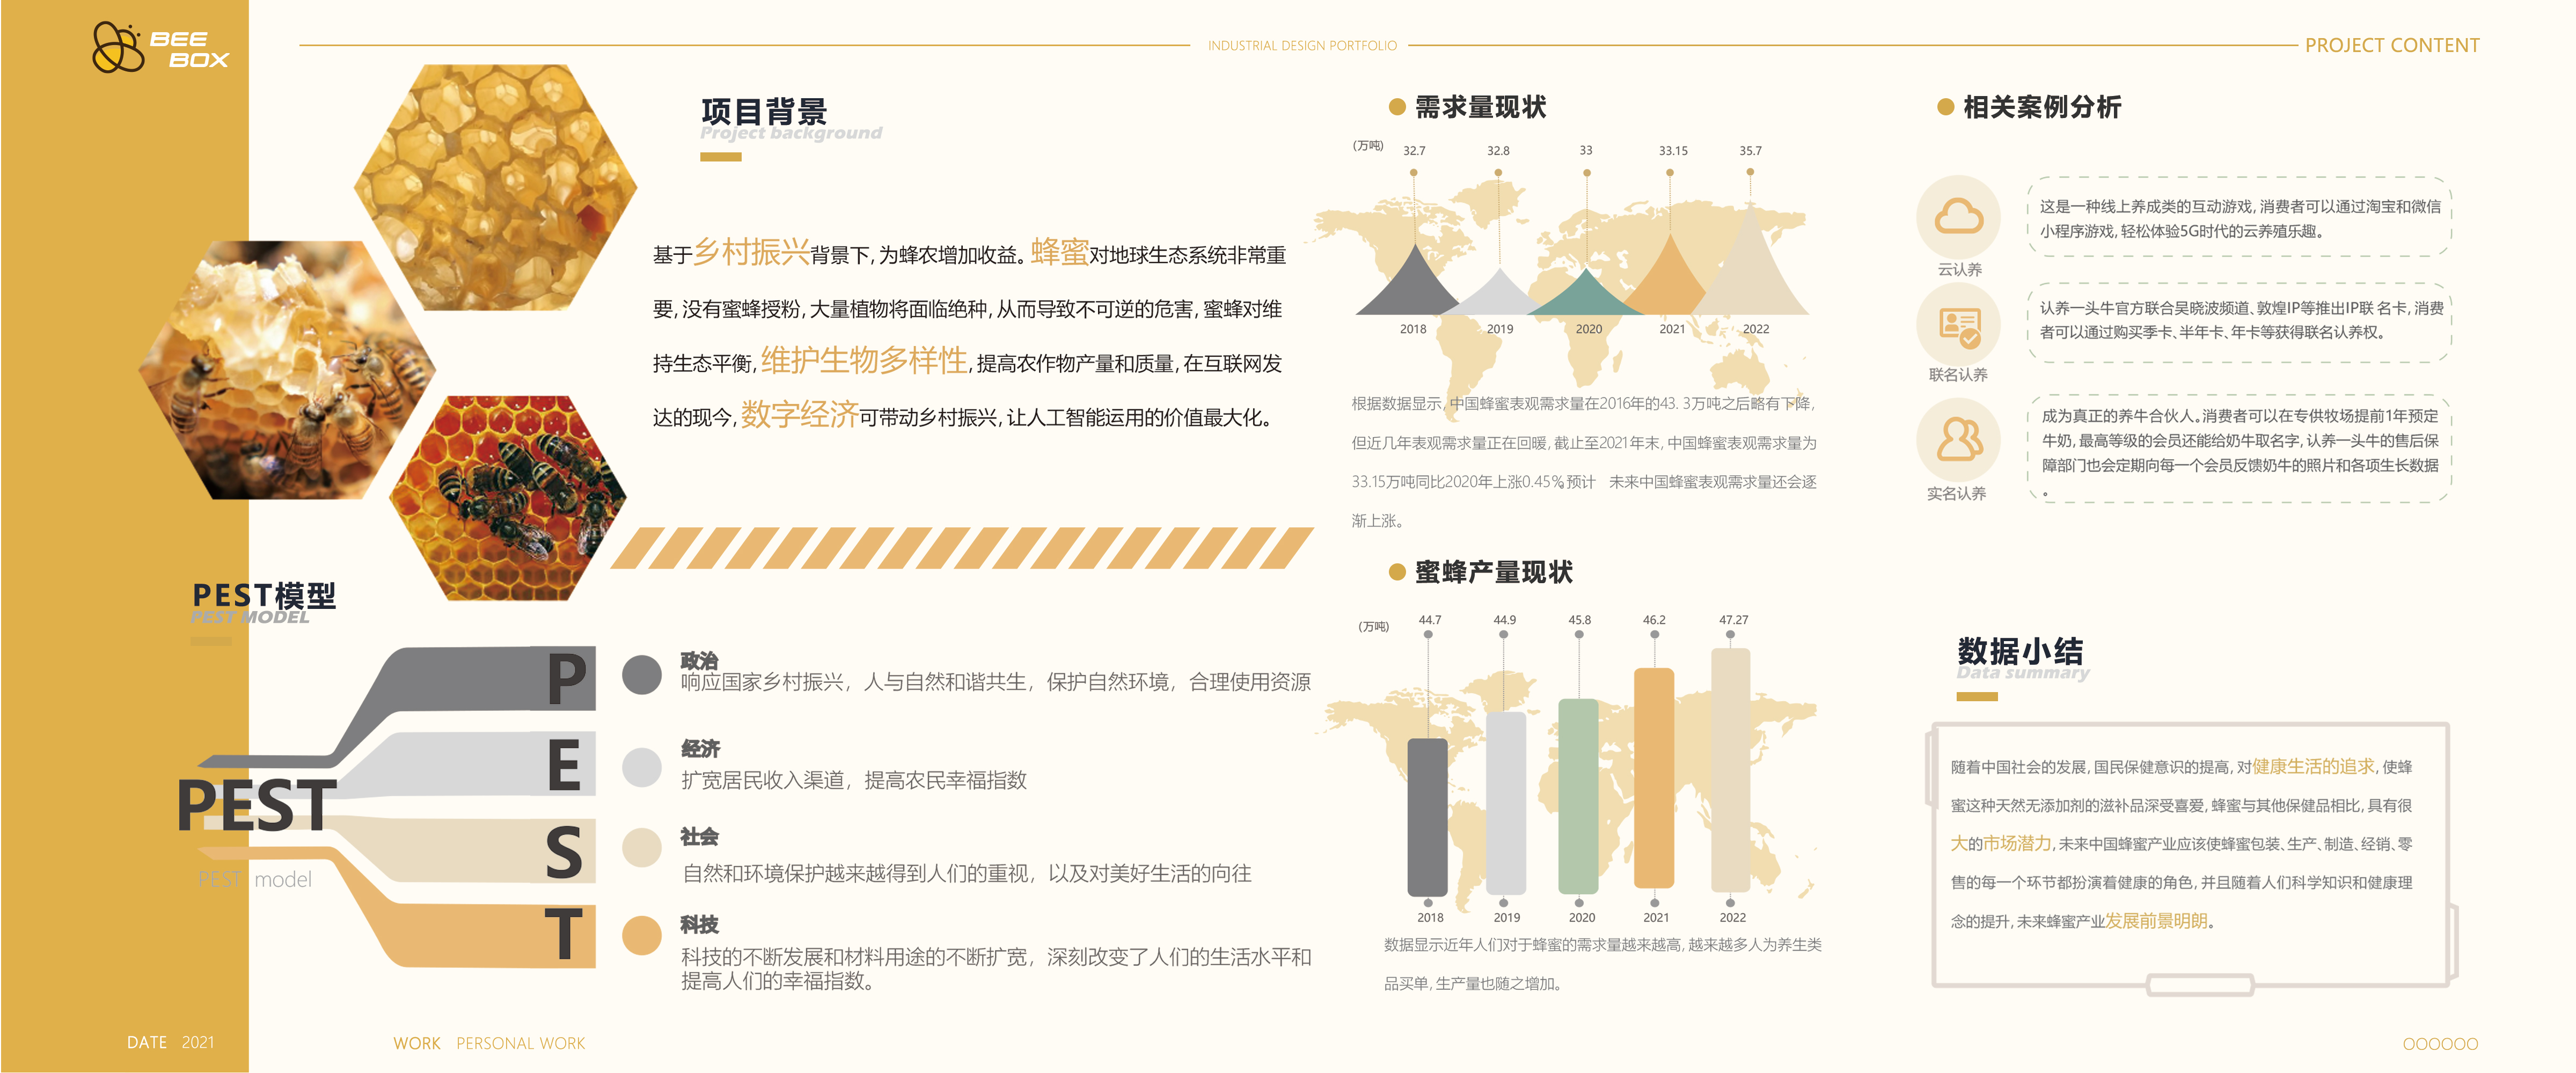 BEE
BOX
INDUSTRIAL DESIGN PORTFOLIO
PROJECT CONTENT
项目背景
Project background
基于乡村振兴背景下,为蜂农增加收益。蜂蜜对地球生态系统非常重
要,没有蜜蜂授粉,大量植物将面临绝种,从而导致不可逆的危害,蜜蜂对维
持生态平衡,维护生物多样性,提高农作物产量和质量,在互联网发
达的现今,数字经济可带动乡村振兴,让人工智能运用的价值最大化。
PEST模型
PEST MODEL
PEST
PEST model
P
政治
响应国家乡村振兴，人与自然和谐共生，保护自然环境，合理使用资源
E
经济
扩宽居民收入渠道，提高农民幸福指数
S
社会
自然和环境保护越来越得到人们的重视，以及对美好生活的向往
T
科技
科技的不断发展和材料用途的不断扩宽，深刻改变了人们的生活水平和
提高人们的幸福指数。
需求量现状
(万吨) 32.7 32.8 33 33.15 35.7
2018 2019 2020 2021 2022
根据数据显示,中国蜂蜜表观需求量在2016年的43. 3万吨之后略有下降,
但近几年表观需求量正在回暖,截止至2021年末,中国蜂蜜表观需求量为
33.15万吨同比2020年上涨0.45%,预计 未来中国蜂蜜表观需求量还会逐
渐上涨。
蜜蜂产量现状
(万吨) 44.7 44.9 45.8 46.2 47.27
2018 2019 2020 2021 2022
数据显示近年人们对于蜂蜜的需求量越来越高,越来越多人为养生类
品买单,生产量也随之增加。
相关案例分析
云认养
这是一种线上养成类的互动游戏,消费者可以通过淘宝和微信
小程序游戏,轻松体验5G时代的云养殖乐趣。
联名认养
认养一头牛官方联合吴晓波频道、敦煌IP等推出IP联 名卡,消费
者可以通过购买季卡、半年卡、年卡等获得联名认养权。
实名认养
成为真正的养牛合伙人。消费者可以在专供牧场提前1年预定
牛奶,最高等级的会员还能给奶牛取名字,认养一头牛的售后保
障部门也会定期向每一个会员反馈奶牛的照片和各项生长数据
。
数据小结
Data summary
随着中国社会的发展,国民保健意识的提高,对健康生活的追求,使蜂
蜜这种天然无添加剂的滋补品深受喜爱,蜂蜜与其他保健品相比,具有很
大的市场潜力,未来中国蜂蜜产业应该使蜂蜜包装、生产、制造、经销、零
售的每一个环节都扮演着健康的角色,并且随着人们科学知识和健康理
念的提升,未来蜂蜜产业发展前景明朗。
DATE 2021
WORK PERSONAL WORK
OOOOOO